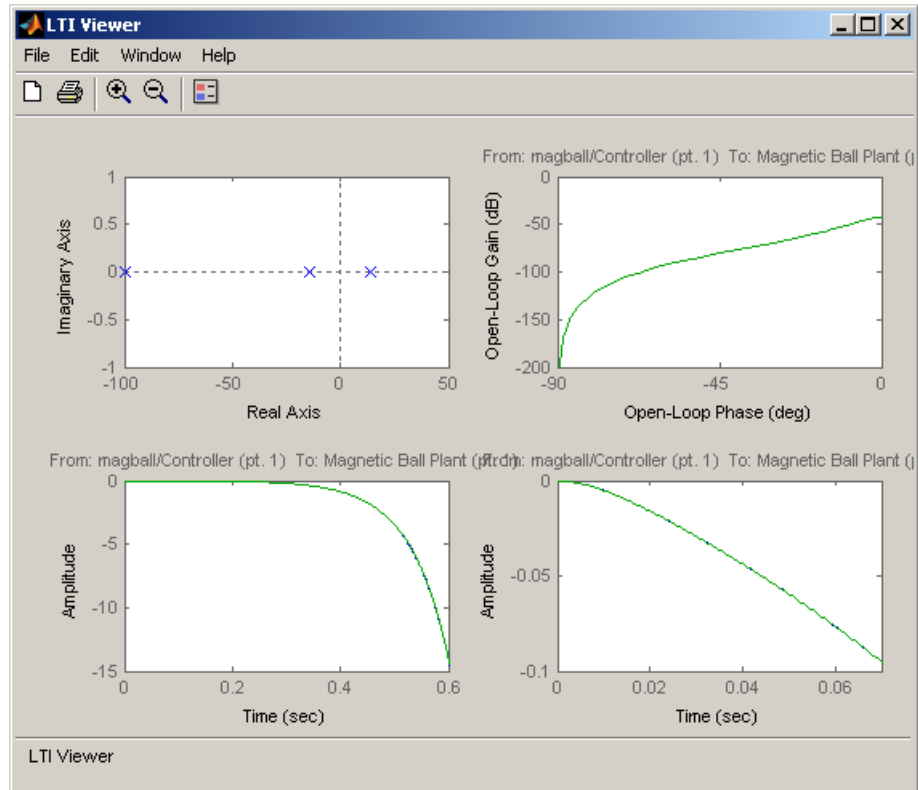 LTI Viewer
File Edit Window Help
From: magball/Controller (pt. 1) To: Magnetic Ball Plant (p
1
0.5
0
-0.5
-1
-100 -50 0 50
Imaginary Axis
Real Axis
0
-50
-100
-150
-200
-90 -45 0
Open-Loop Gain (dB)
Open-Loop Phase (deg)
From: magball/Controller (pt. 1) To: Magnetic Ball Plant
From: magball/Controller (pt. 1) To: Magnetic Ball Plant (p
0
-5
-10
-15
0 0.2 0.4 0.6
Amplitude
Time (sec)
0
-0.05
-0.1
0 0.02 0.04 0.06
Amplitude
Time (sec)
LTI Viewer